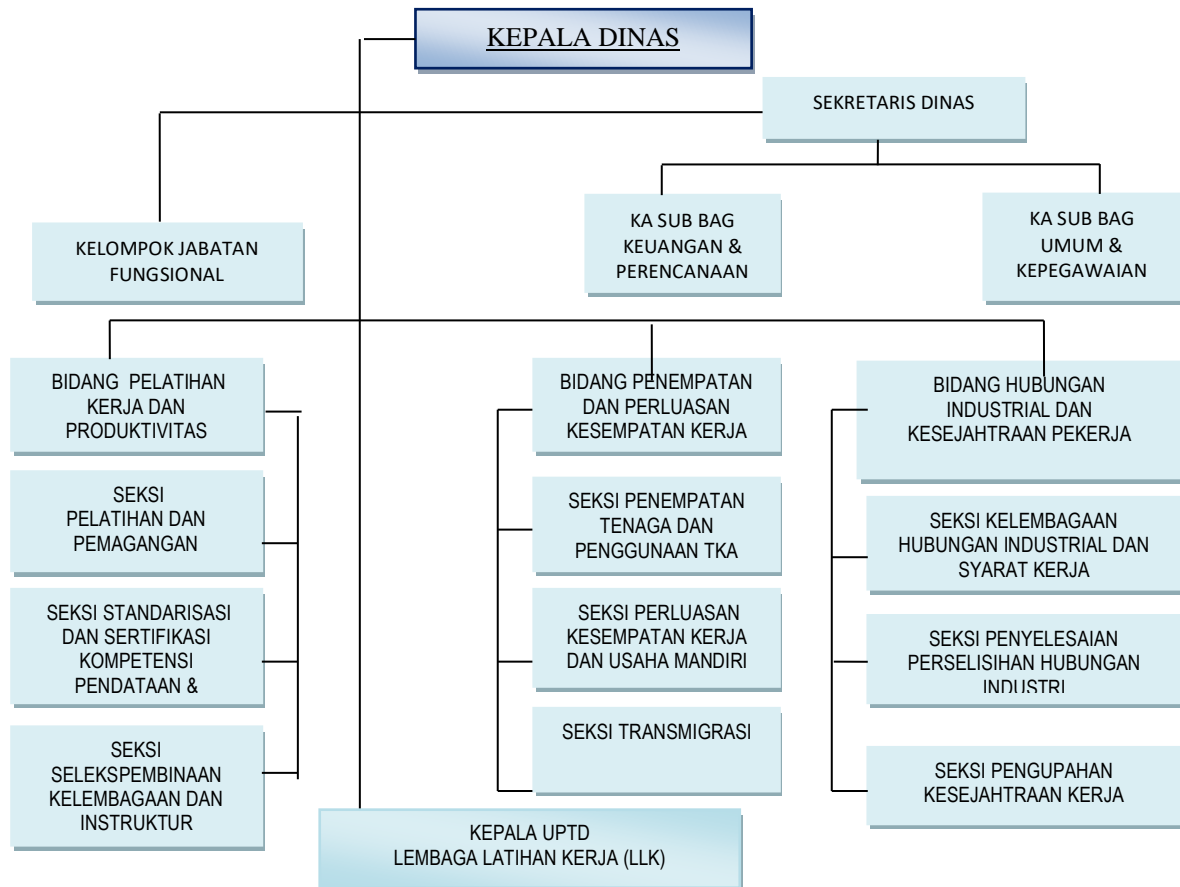 KEPALA DINAS
SEKRETARIS DINAS
KELOMPOK JABATAN
FUNGSIONAL
KA SUB BAG
KEUANGAN &
PERENCANAAN
KA SUB BAG
UMUM &
KEPEGAWAIAN
BIDANG PELATIHAN
KERJA DAN
PRODUKTIVITAS
SEKSI
PELATIHAN DAN
PEMAGANGAN
SEKSI STANDARISASI
DAN SERTIFIKASI
KOMPETENSI
PENDATAAN &
SEKSI
SELEKSPEMBINAAN
KELEMBAGAAN DAN
INSTRUKTUR
BIDANG PENEMPATAN
DAN PERLUASAN
KESEMPATAN KERJA
SEKSI PENEMPATAN
TENAGA DAN
PENGGUNAAN TKA
SEKSI PERLUASAN
KESEMPATAN KERJA
DAN USAHA MANDIRI
SEKSI TRANSMIGRASI
BIDANG HUBUNGAN
INDUSTRIAL DAN
KESEJAHTRAAN PEKERJA
SEKSI KELEMBAGAAN
HUBUNGAN INDUSTRIAL DAN
SYARAT KERJA
SEKSI PENYELESAIAN
PERSELISIHAN HUBUNGAN
INDUSTRI
SEKSI PENGUPAHAN
KESEJAHTRAAN KERJA
KEPALA UPTD
LEMBAGA LATIHAN KERJA (LLK)